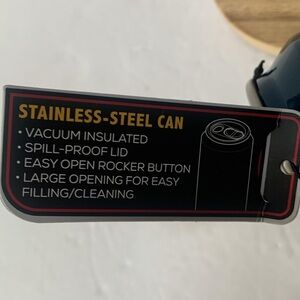 STAINLESS-STEEL CAN
• VACUUM INSULATED
• SPILL-PROOF LID
• EASY OPEN ROCKER BUTTON
• LARGE OPENING FOR EASY
FILLING/CLEANING